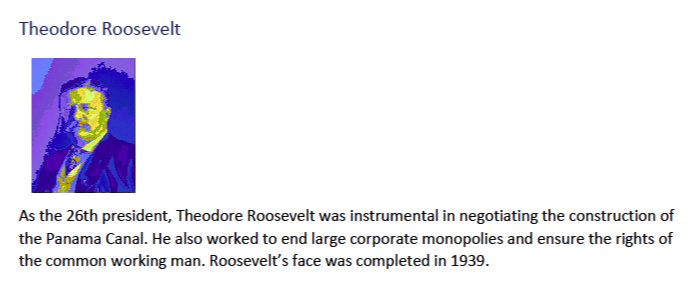 Theodore Roosevelt
As the 26th president, Theodore Roosevelt was instrumental in negotiating the construction of
the Panama Canal. He also worked to end large corporate monopolies and ensure the rights of
the common working man. Roosevelt’s face was completed in 1939.